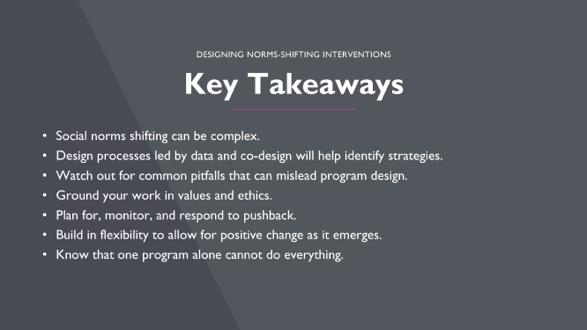 DESIGNING NORMS-SHIFTING INTERVENTIONS
Key Takeaways
• Social norms shifting can be complex.
• Design processes led by data and co-design will help identify strategies.
• Watch out for common pitfalls that can mislead program design.
• Ground your work in values and ethics.
• Plan for, monitor, and respond to pushback.
• Build in flexibility to allow for positive change as it emerges.
• Know that one program alone cannot do everything.